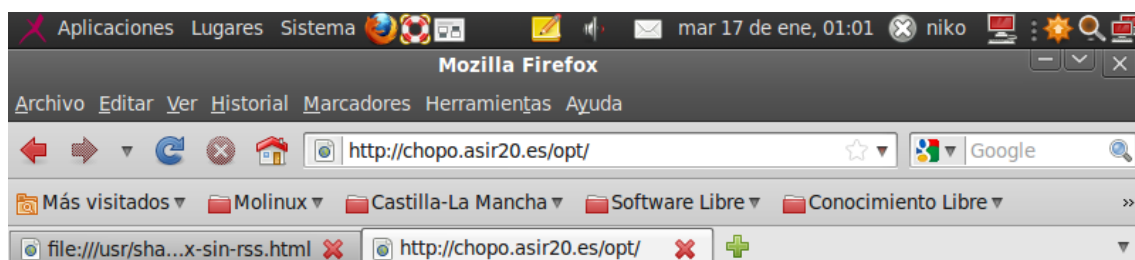 Aplicaciones Lugares Sistema mar 17 de ene, 01:01 niko
Mozilla Firefox
Archivo Editar Ver Historial Marcadores Herramientas Ayuda
http://chopo.asir20.es/opt/ Google
Más visitados Molinux Castilla-La Mancha Software Libre Conocimiento Libre »
file:///usr/sha...x-sin-rss.html http://chopo.asir20.es/opt/